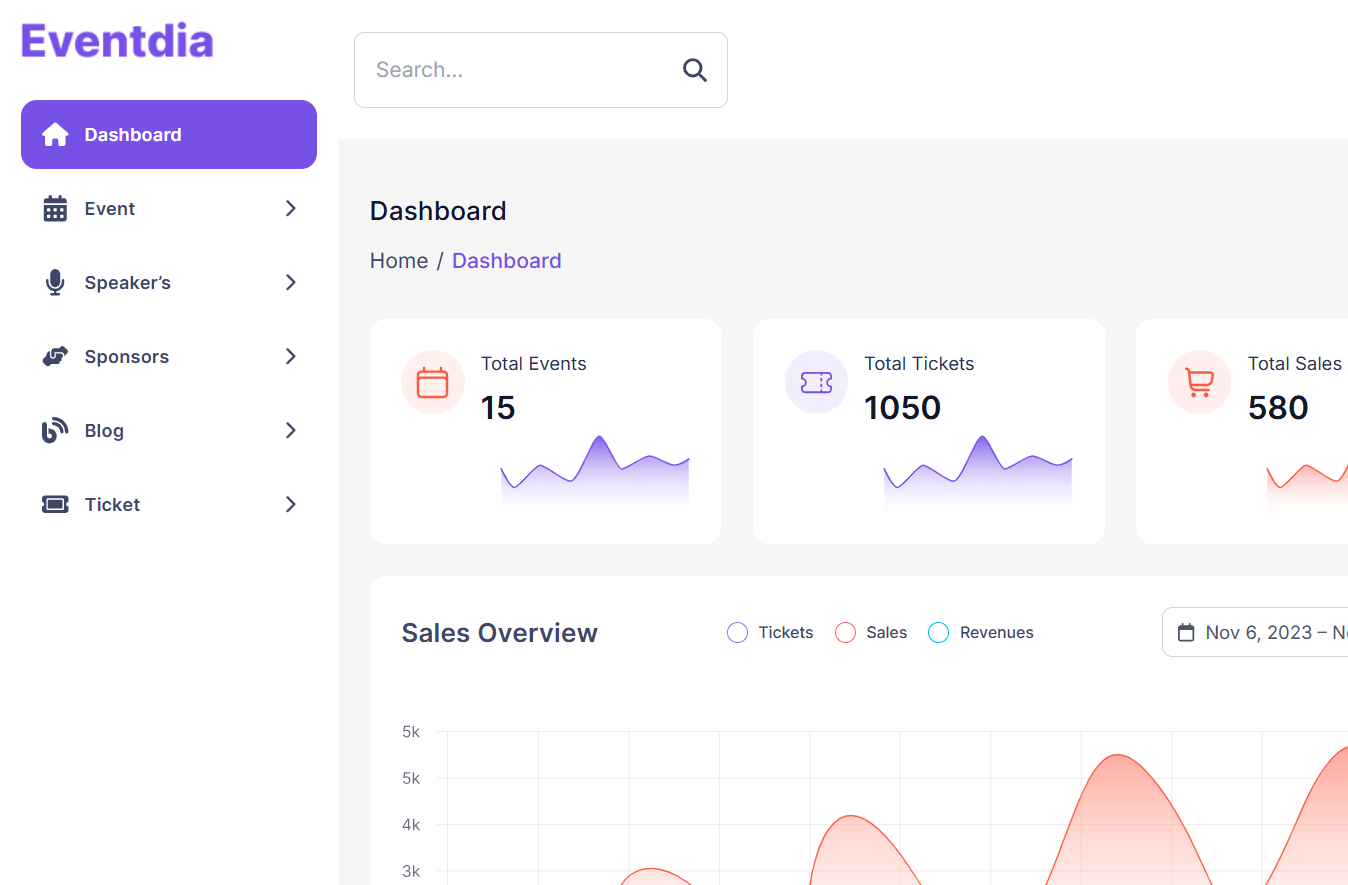 Eventdia
Search...
Dashboard
Event
Speaker’s
Sponsors
Blog
Ticket
Dashboard
Home / Dashboard
Total Events
15
Total Tickets
1050
Total Sales
580
Sales Overview
Tickets
Sales
Revenues
Nov 6, 2023 –
5k
5k
4k
3k